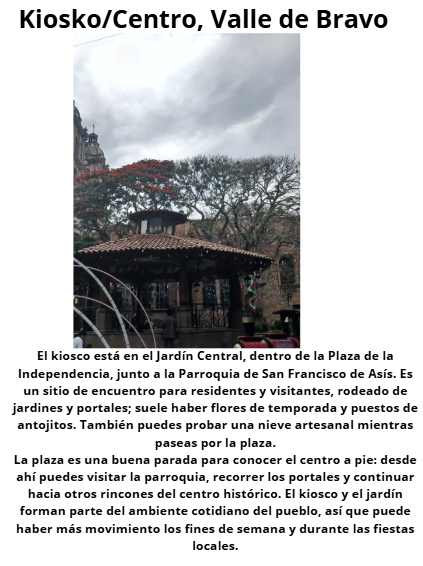 Kiosko/Centro, Valle de Bravo
El kiosco está en el Jardín Central, dentro de la Plaza de la
Independencia, junto a la Parroquia de San Francisco de Asís. Es
un sitio de encuentro para residentes y visitantes, rodeado de
jardines y portales; suele haber flores de temporada y puestos de
antojitos. También puedes probar una nieve artesanal mientras
paseas por la plaza.
La plaza es una buena parada para conocer el centro a pie: desde
ahí puedes visitar la parroquia, recorrer los portales y continuar
hacia otros rincones del centro histórico. El kiosco y el jardín
forman parte del ambiente cotidiano del pueblo, así que puede
haber más movimiento los fines de semana y durante las fiestas
locales.